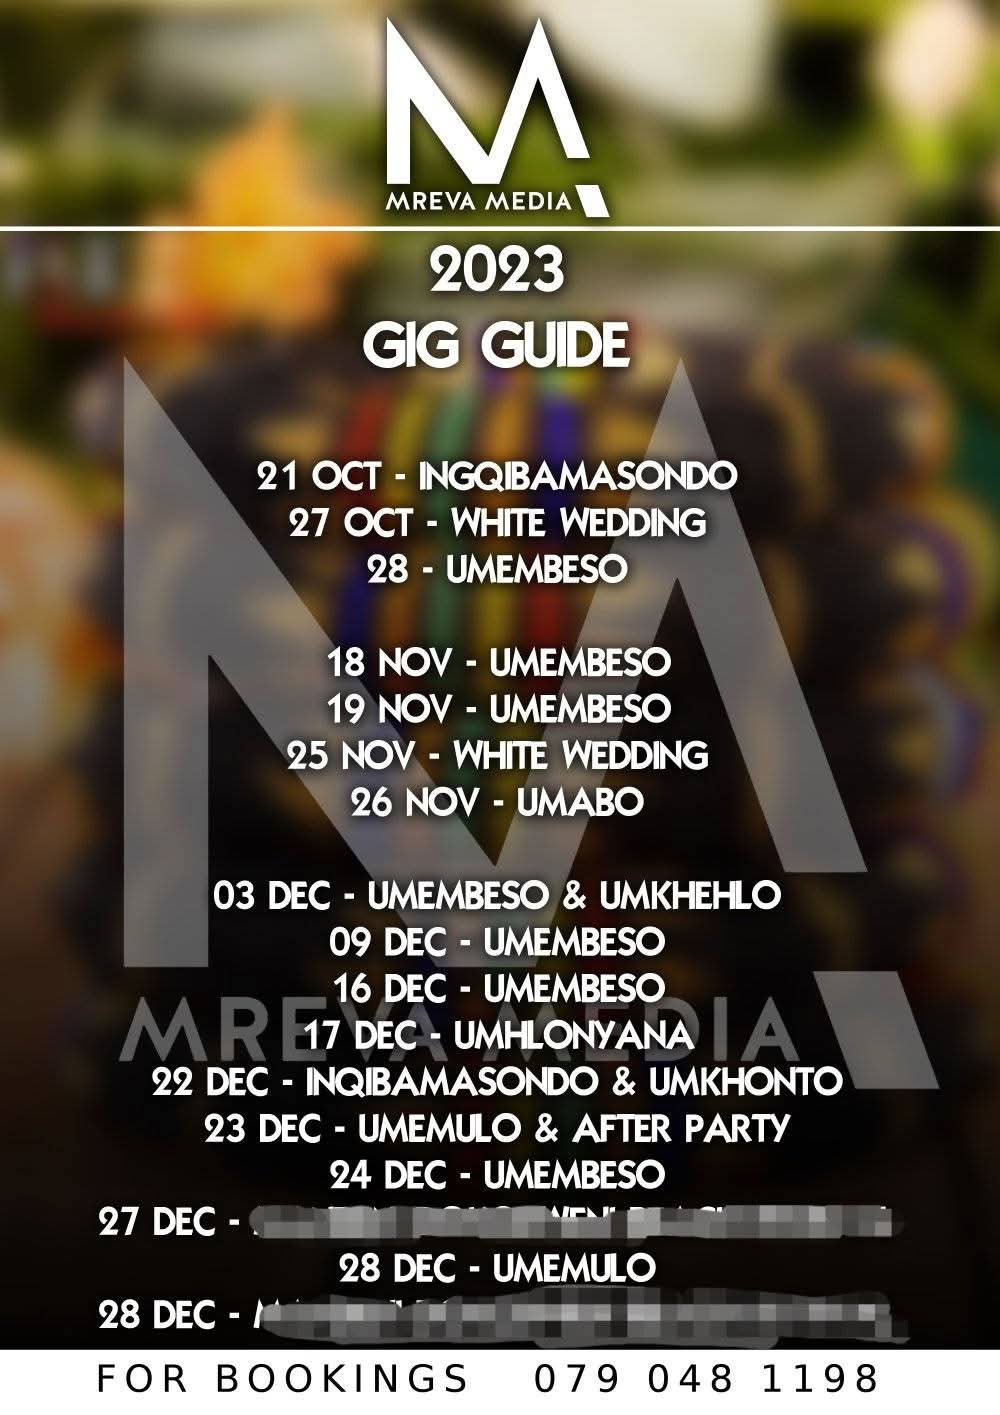 MREVA MEDIA
2023
GIG GUIDE
21 OCT - INGQIBAMASONDO
27 OCT - WHITE WEDDING
28 - UMEMBESO
18 NOV - UMEMBESO
19 NOV - UMEMBESO
25 NOV - WHITE WEDDING
26 NOV - UMABO
03 DEC - UMEMBESO & UMKHEHLO
09 DEC - UMEMBESO
16 DEC - UMEMBESO
MREVA MEDIA
17 DEC - UMHLONYANA
22 DEC - INQIBAMASONDO & UMKHONTO
23 DEC - UMEMULO & AFTER PARTY
24 DEC - UMEMBESO
27 DEC -
28 DEC - UMEMULO
28 DEC -
FOR BOOKINGS 079 048 1198